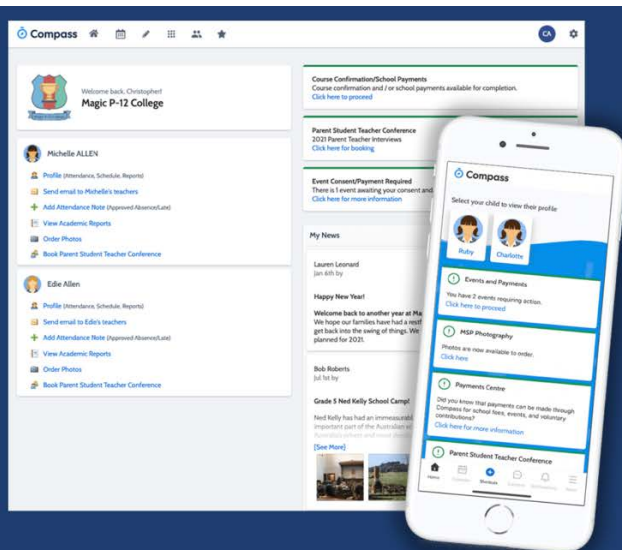 Compass
CA
Welcome back, Christopher!
Magic P-12 College
Magic P-12 College
Michelle ALLEN
Profile (Attendance, Schedule, Reports)
Send email to Michelle's teachers
Add Attendance Note (Approved Absence/Late)
View Academic Reports
Order Photos
Book Parent Student Teacher Conference
Edie Allen
Profile (Attendance, Schedule, Reports)
Send email to Edie's teachers
Add Attendance Note (Approved Absence/Late)
View Academic Reports
Order Photos
Book Parent Student Teacher Conference
Course Confirmation/School Payments
Course confirmation and / or school payments available for completion.
Click here to proceed
Parent Student Teacher Conference
2021 Parent Teacher Interviews
Click here for booking
Event Consent/Payment Required
There is 1 event awaiting your consent and
Click here for more information
My News
Lauren Leonard
Jan 6th by
Happy New Year!
Welcome back to another year at Ma
We hope our families have had a restf
get back into the swing of things. We
planned for 2021.
Bob Roberts
Jul 1st by
Grade 5 Ned Kelly School Camp!
Ned Kelly has had an immeasurabl
important part of the Australian
[See More]
Compass
Select your child to view their profile
Ruby
Charlotte
Events and Payments
You have 2 events requiring action.
Click here to proceed
MSP Photography
Photos are now available to order.
Click here
Payments Centre
Did you know that payments can be made through
Compass for school fees, events, and voluntary
contributions?
Click here for more information
Parent Student Teacher Conference
Home
Calendar
Shortcuts